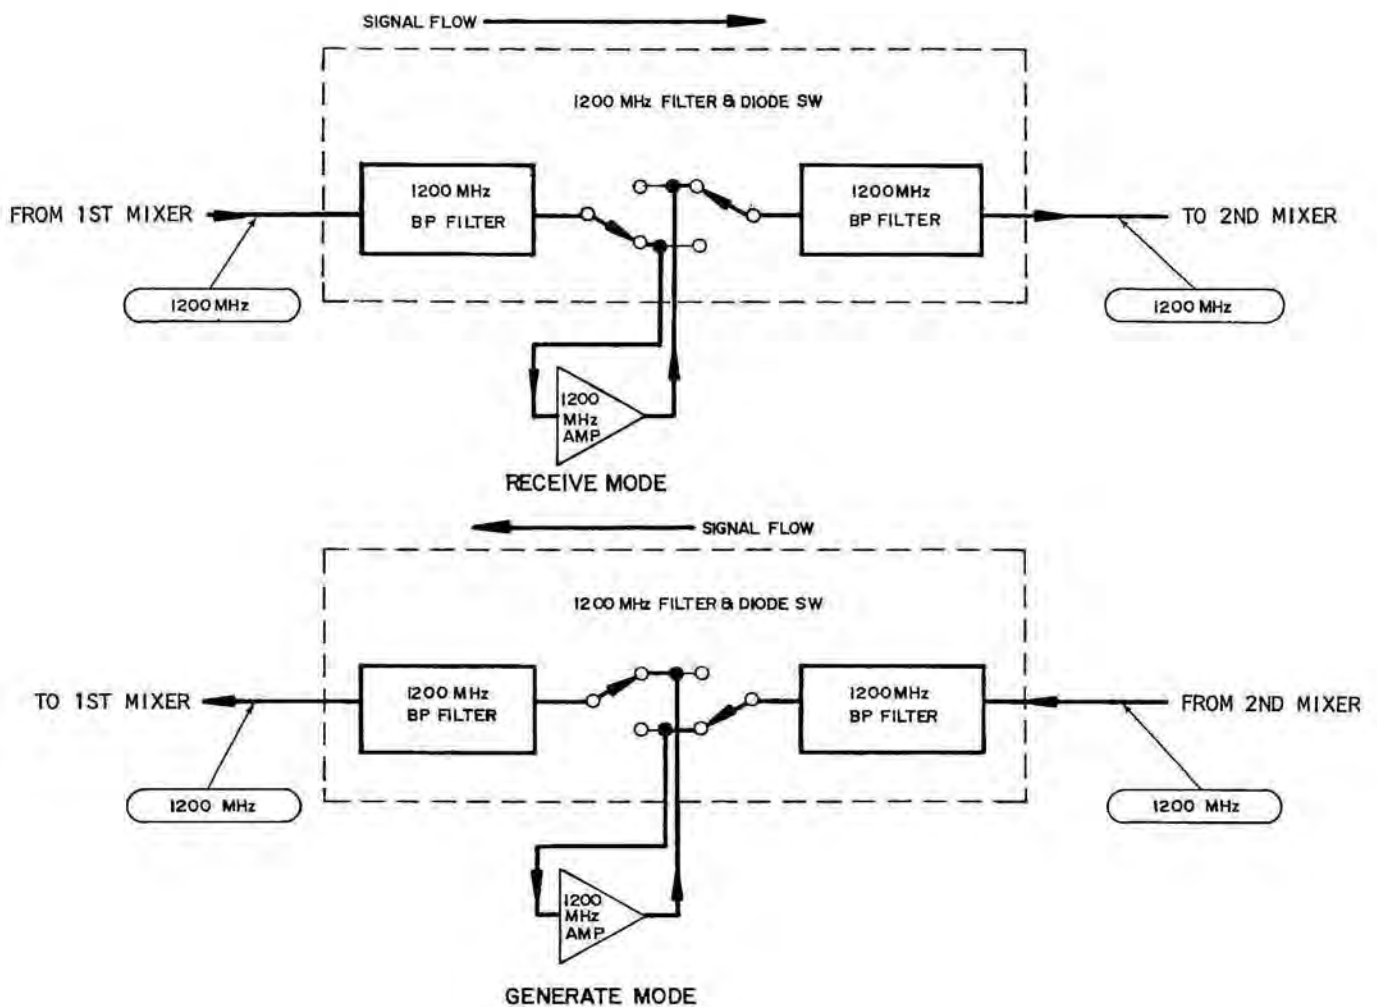 SIGNAL FLOW
1200 MHz FILTER & DIODE SW
1200 MHz
BP FILTER
1200MHz
BP FILTER
FROM 1ST MIXER
TO 2ND MIXER
1200MHz
1200 MHz
1200
MHz
AMP
RECEIVE MODE
SIGNAL FLOW
1200 MHz FILTER & DIODE SW
1200 MHz
BP FILTER
1200MHz
BP FILTER
TO 1ST MIXER
FROM 2ND MIXER
1200 MHz
1200 MHz
1200
MHz
AMP
GENERATE MODE